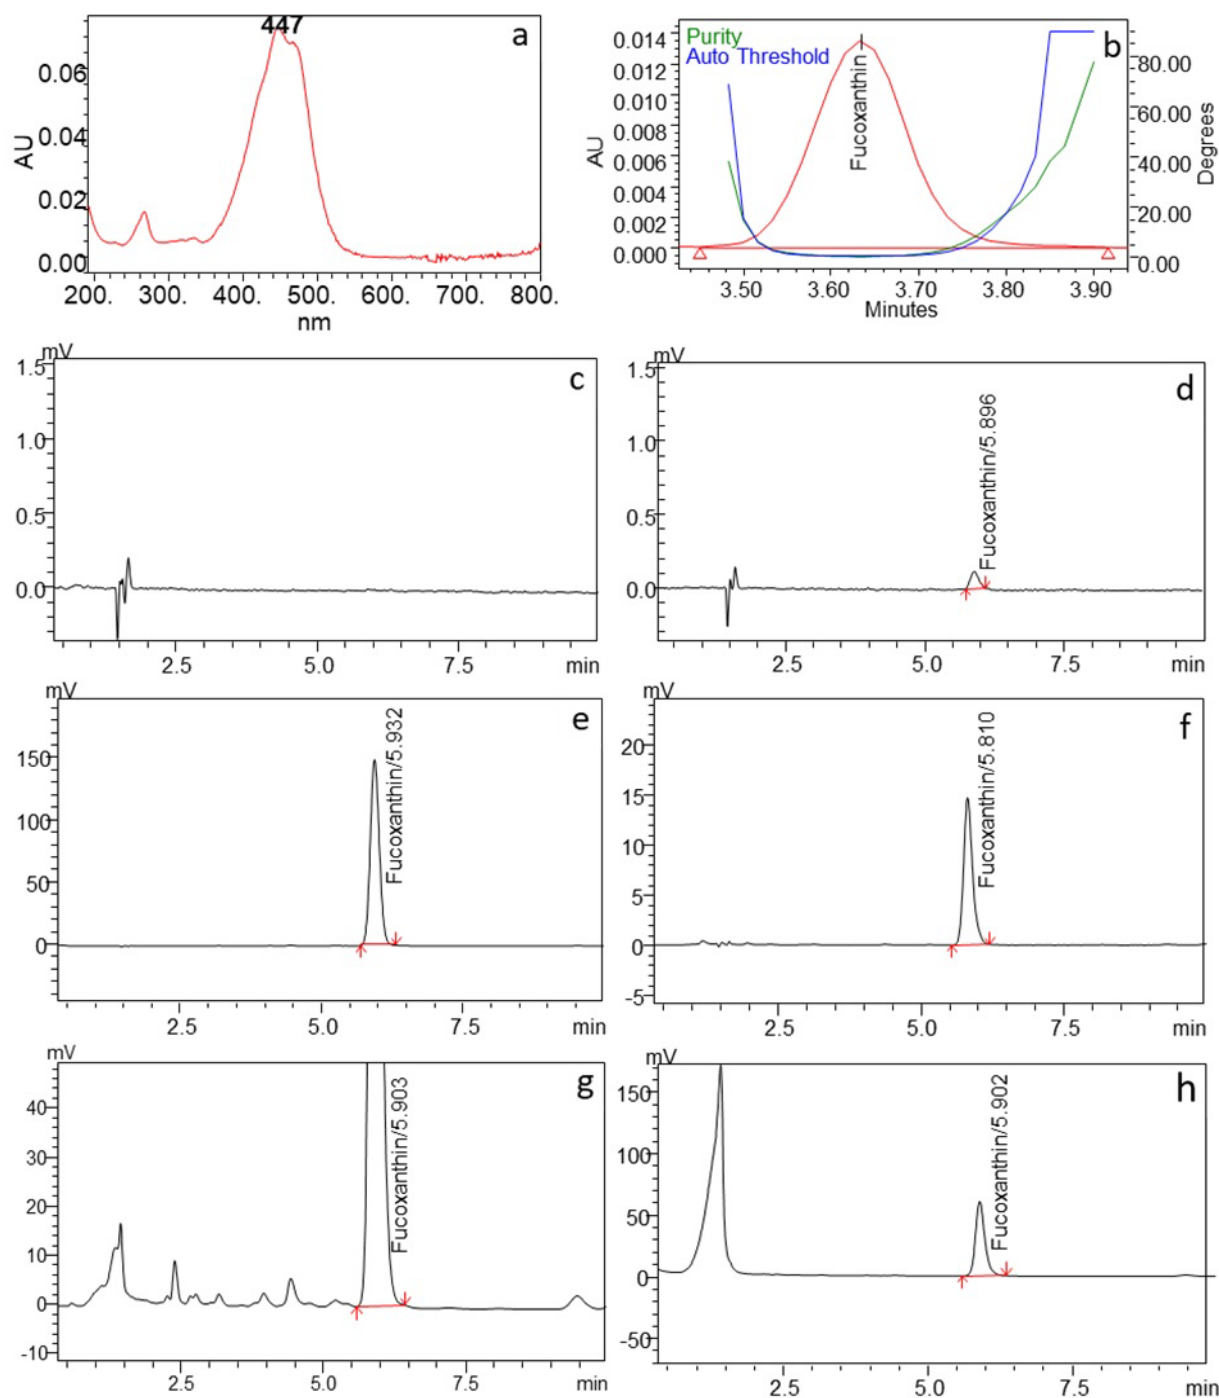 447
a
AU
0.06
0.04
0.02
0.00
200. 300. 400. 500. 600. 700. 800.
nm
b
Purity
Auto Threshold
Fucoxanthin
AU
0.014
0.012
0.010
0.008
0.006
0.004
0.002
0.000
80.00
60.00
40.00
20.00
0.00
Degrees
3.50 3.60 3.70 3.80 3.90
Minutes
mV
c
1.5
1.0
0.5
0.0
2.5 5.0 7.5 min
mV
d
1.5
1.0
0.5
0.0
Fucoxanthin/5.896
2.5 5.0 7.5 min
mV
e
150
100
50
0
Fucoxanthin/5.932
2.5 5.0 7.5 min
mV
f
20
15
10
5
0
-5
Fucoxanthin/5.810
2.5 5.0 7.5 min
mV
g
40
30
20
10
0
-10
Fucoxanthin/5.903
2.5 5.0 7.5 min
mV
h
150
100
50
0
-50
Fucoxanthin/5.902
2.5 5.0 7.5 min